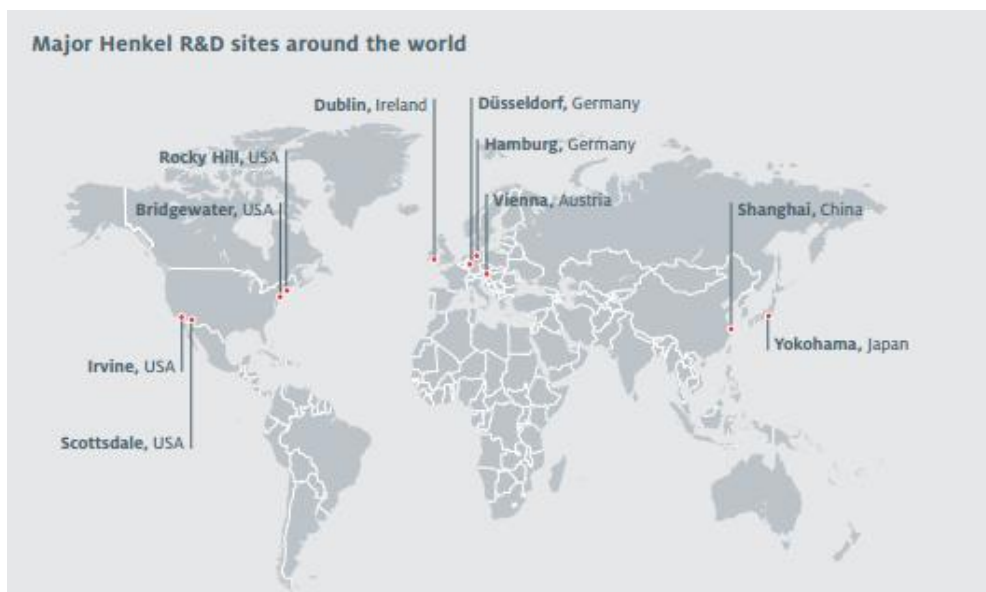 Major Henkel R&D sites around the world
Dublin, Ireland
Düsseldorf, Germany
Hamburg, Germany
Rocky Hill, USA
Vienna, Austria
Bridgewater, USA
Shanghai, China
Yokohama, Japan
Irvine, USA
Scottsdale, USA